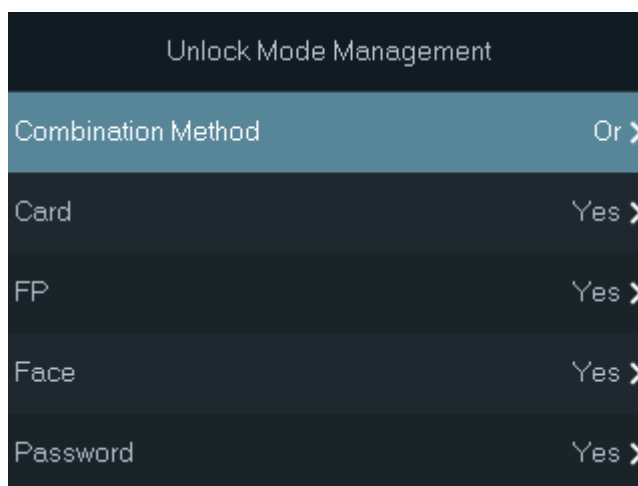 Unlock Mode Management
Combination Method Or
Card Yes
FP Yes
Face Yes
Password Yes